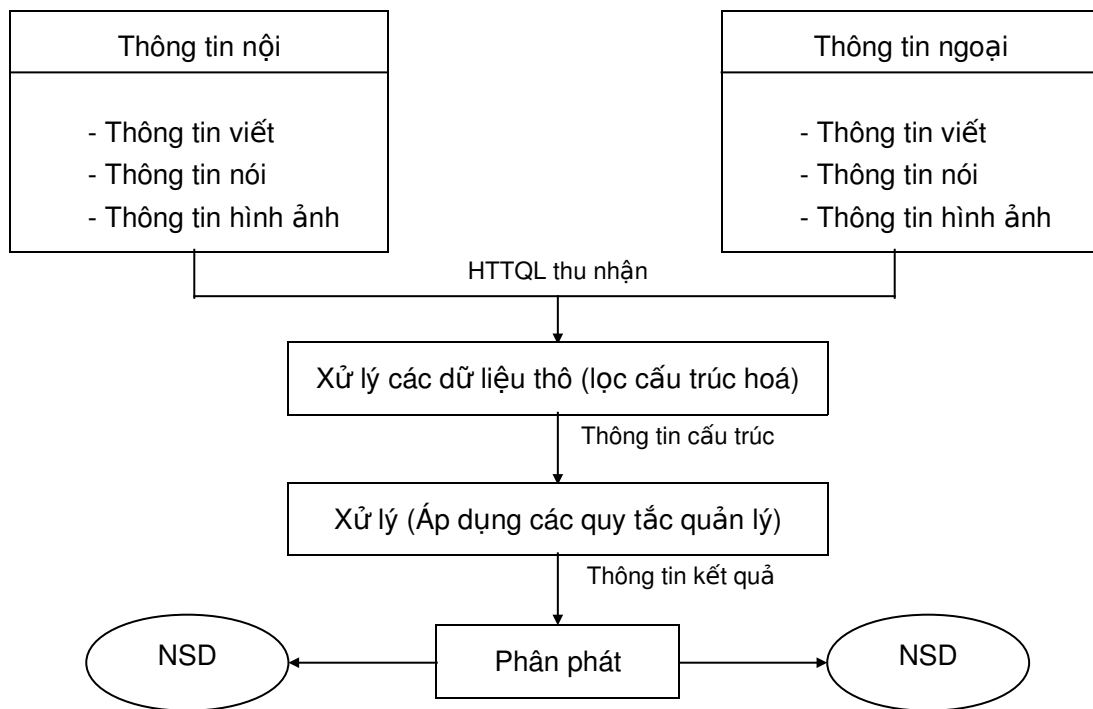 Thông tin nội
- Thông tin viết
- Thông tin nói
- Thông tin hình ảnh
Thông tin ngoại
- Thông tin viết
- Thông tin nói
- Thông tin hình ảnh
HTTQL thu nhận
Xử lý các dữ liệu thô (lọc cấu trúc hoá)
Thông tin cấu trúc
Xử lý (Áp dụng các quy tắc quản lý)
Thông tin kết quả
NSD
Phân phát
NSD